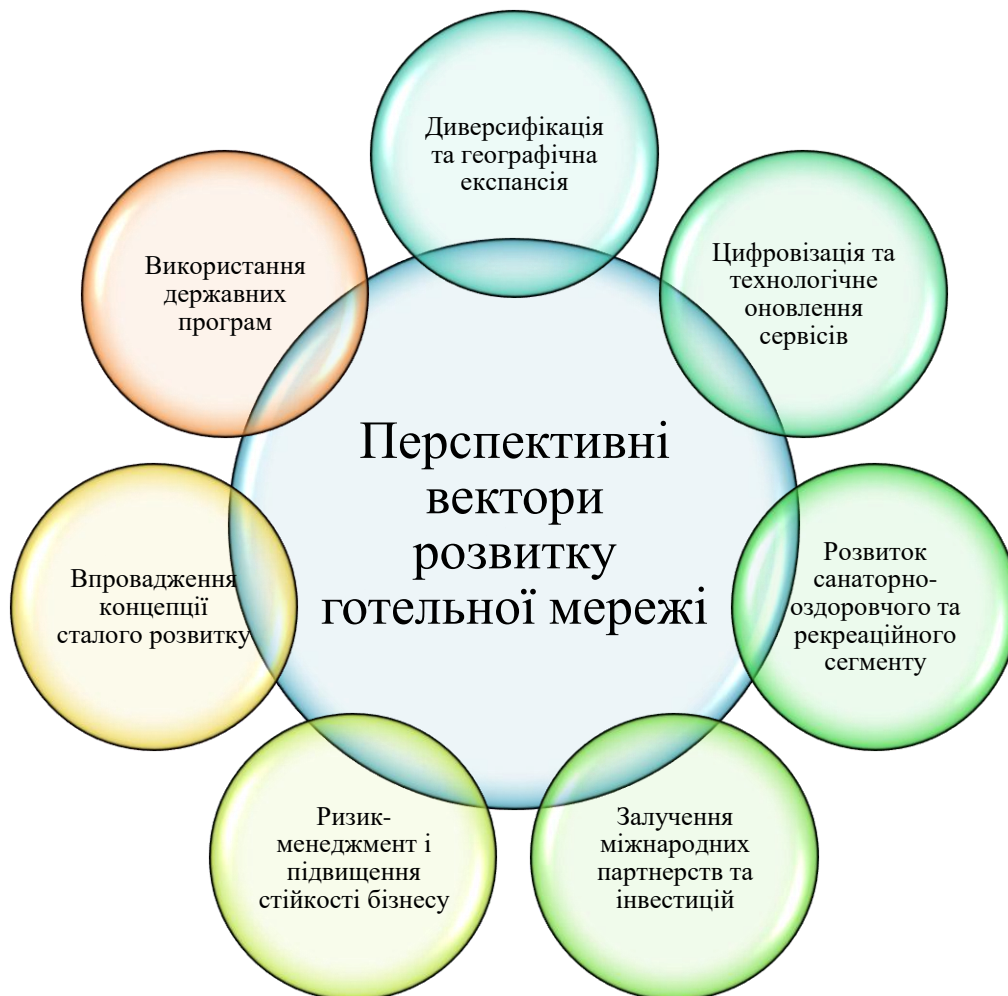 Диверсифікація
та географічна
експансія
Цифровізація та
технологічне
оновлення
сервісів
Розвиток
санаторно-
оздоровчого та
рекреаційного
сегменту
Залучення
міжнародних
партнерств та
інвестицій
Ризик-
менеджмент і
підвищення
стійкості бізнесу
Впровадження
концепції
сталого розвитку
Використання
державних
програм
Перспективні
вектори
розвитку
готельної мережі